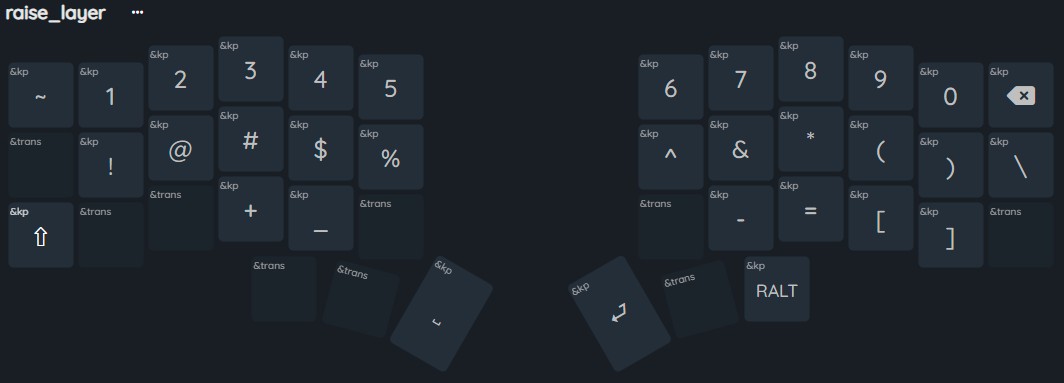 raise_layer ...
&kp ~ &kp 1 &kp 2 &kp 3 &kp 4 &kp 5 &kp 6 &kp 7 &kp 8 &kp 9 &kp 0 &kp ⌫
&trans &kp ! &kp @ &kp # &kp $ &kp % &kp ^ &kp & &kp * &kp ( &kp ) &kp \
&kp ⇧ &trans &trans &kp + &kp _ &trans &trans &kp - &kp = &kp [ &kp ] &trans
&trans &trans &kp ␣ &kp ⏎ &trans &kp RALT